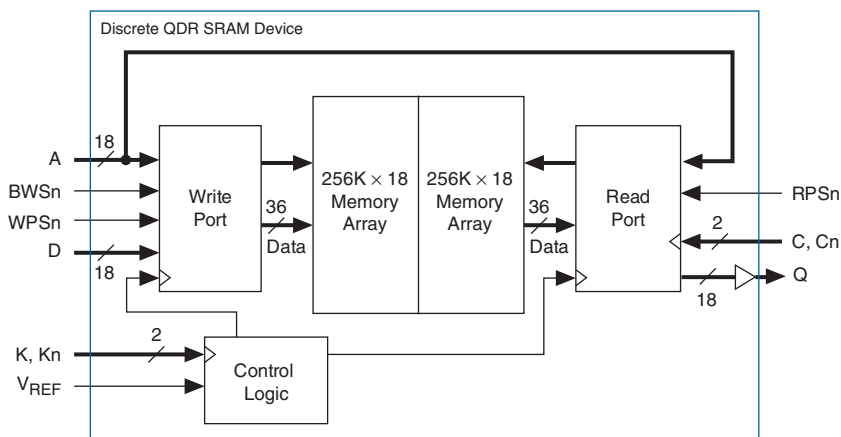 Discrete QDR SRAM Device
A
18
BWSn
WPSn
D
18
Write
Port
36
Data
256K × 18
Memory
Array
256K × 18
Memory
Array
36
Data
Read
Port
RPSn
2
C, Cn
18
Q
K, Kn
2
VREF
Control
Logic